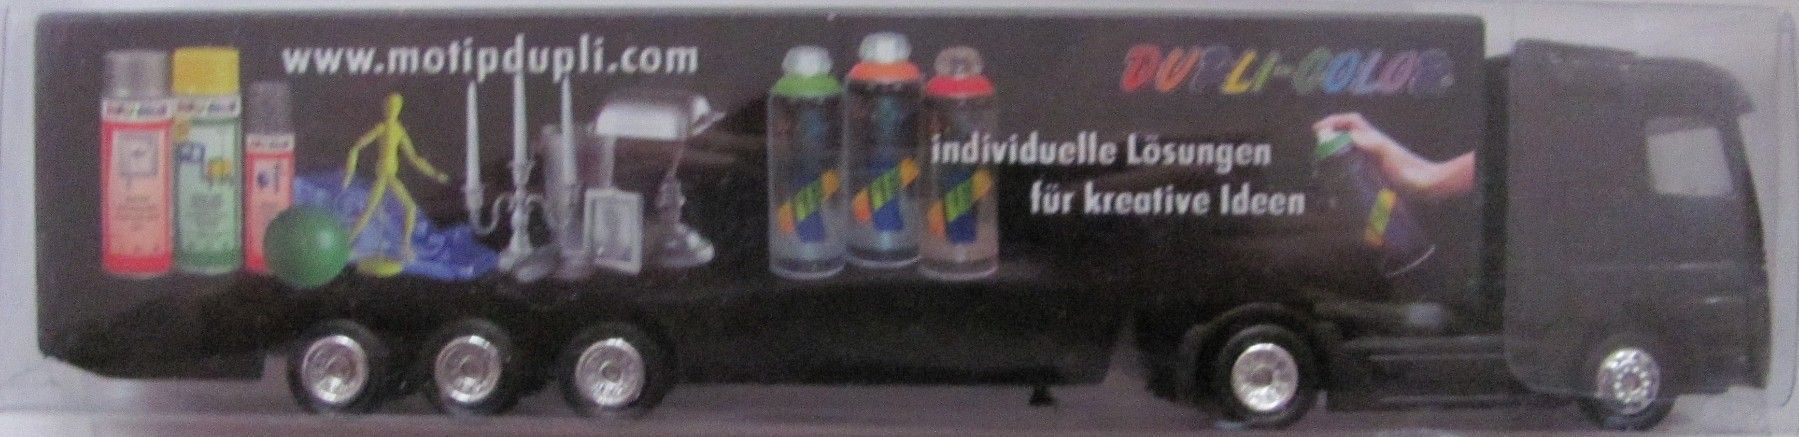 www.motipdupli.com
DUPLI-COLOR
individuelle Lösungen
für kreative Ideen